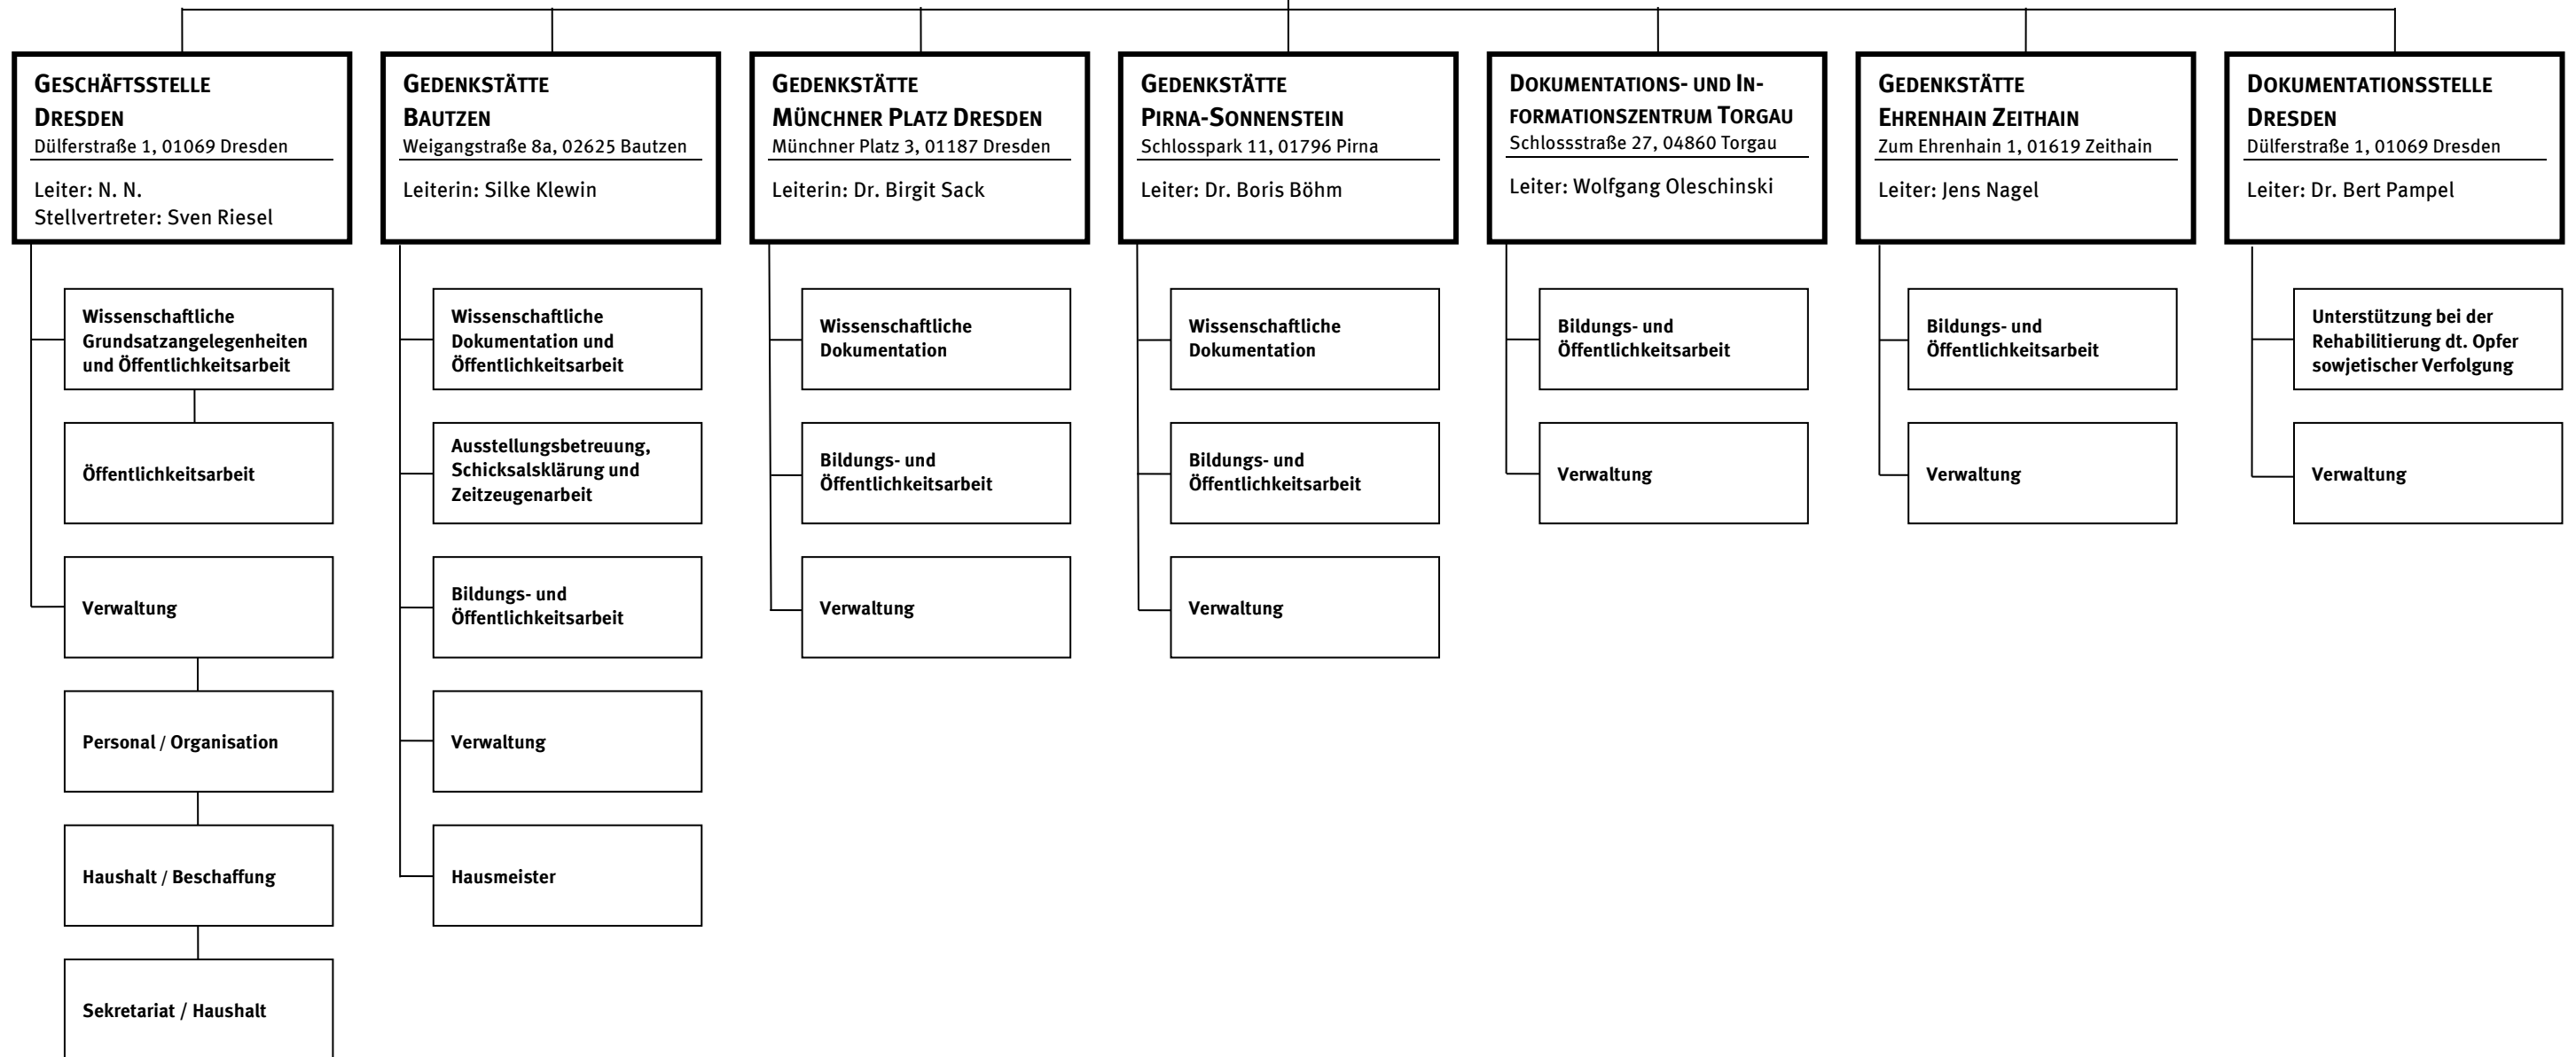 GESCHÄFTSSTELLE
DRESDEN
Dülferstraße 1, 01069 Dresden
Leiter: N. N.
Stellvertreter: Sven Riesel
Wissenschaftliche
Grundsatzangelegenheiten
und Öffentlichkeitsarbeit
Öffentlichkeitsarbeit
Verwaltung
Personal / Organisation
Haushalt / Beschaffung
Sekretariat / Haushalt
GEDENKSTÄTTE
BAUTZEN
Weigangstraße 8a, 02625 Bautzen
Leiterin: Silke Klewin
Wissenschaftliche
Dokumentation und
Öffentlichkeitsarbeit
Ausstellungsbetreuung,
Schicksalsklärung und
Zeitzeugenarbeit
Bildungs- und
Öffentlichkeitsarbeit
Verwaltung
Hausmeister
GEDENKSTÄTTE
MÜNCHNER PLATZ DRESDEN
Münchner Platz 3, 01187 Dresden
Leiterin: Dr. Birgit Sack
Wissenschaftliche
Dokumentation
Bildungs- und
Öffentlichkeitsarbeit
Verwaltung
GEDENKSTÄTTE
PIRNA-SONNENSTEIN
Schlosspark 11, 01796 Pirna
Leiter: Dr. Boris Böhm
Wissenschaftliche
Dokumentation
Bildungs- und
Öffentlichkeitsarbeit
Verwaltung
DOKUMENTATIONS- UND IN-
FORMATIONSZENTRUM TORGAU
Schlossstraße 27, 04860 Torgau
Leiter: Wolfgang Oleschinski
Bildungs- und
Öffentlichkeitsarbeit
Verwaltung
GEDENKSTÄTTE
EHRENHAIN ZEITHAIN
Zum Ehrenhain 1, 01619 Zeithain
Leiter: Jens Nagel
Bildungs- und
Öffentlichkeitsarbeit
Verwaltung
DOKUMENTATIONSSTELLE
DRESDEN
Dülferstraße 1, 01069 Dresden
Leiter: Dr. Bert Pampel
Unterstützung bei der
Rehabilitierung dt. Opfer
sowjetischer Verfolgung
Verwaltung